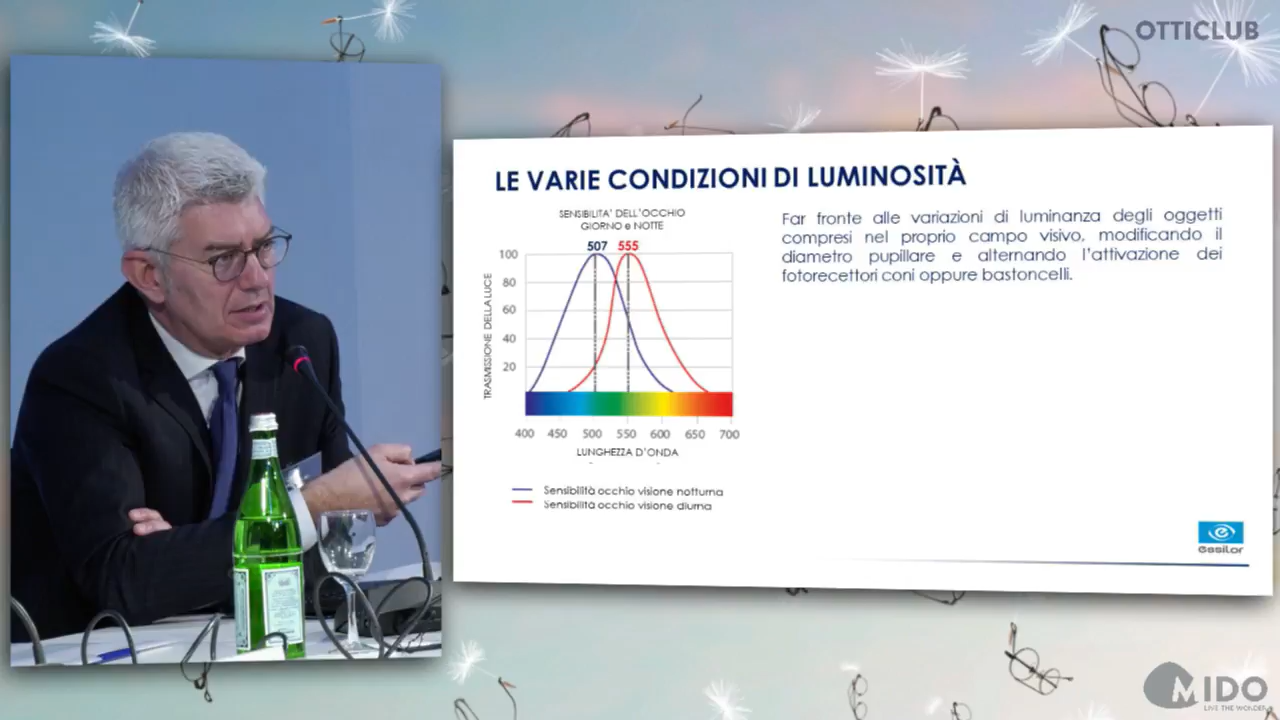 OTTICLUB
LE VARIE CONDIZIONI DI LUMINOSITÀ
SENSIBILITA' DELL'OCCHIO
GIORNO e NOTTE
507 555
100
80
60
40
20
TRASMISSIONE DELLA LUCE
400 450 500 550 600 650 700
LUNGHEZZA D'ONDA
Sensibilità occhio visione notturna
Sensibilità occhio visione diurna
Far fronte alle variazioni di luminanza degli oggetti
compresi nel proprio campo visivo, modificando il
diametro pupillare e alternando l'attivazione dei
fotorecettori coni oppure bastoncelli.
essilor
MIDO
LIVE THE WONDER